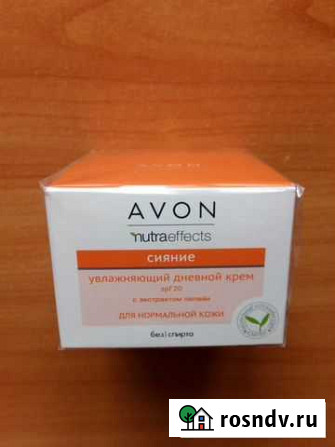 AVON
nutraeffects
сияние
увлажняющий дневной крем
spf 20
с экстрактом папайи
ДЛЯ НОРМАЛЬНОЙ КОЖИ
без|спирта
rosndv.ru